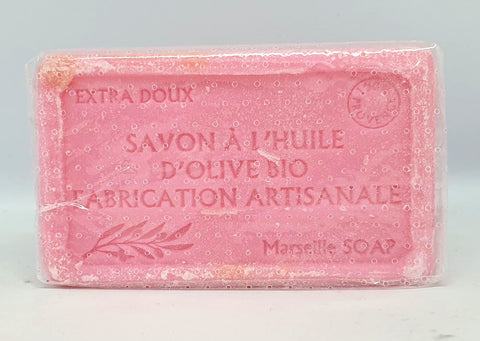 EXTRA DOUX
SAVON À L'HUILE
D'OLIVE BIO
FABRICATION ARTISANALE
Marseille SOAP